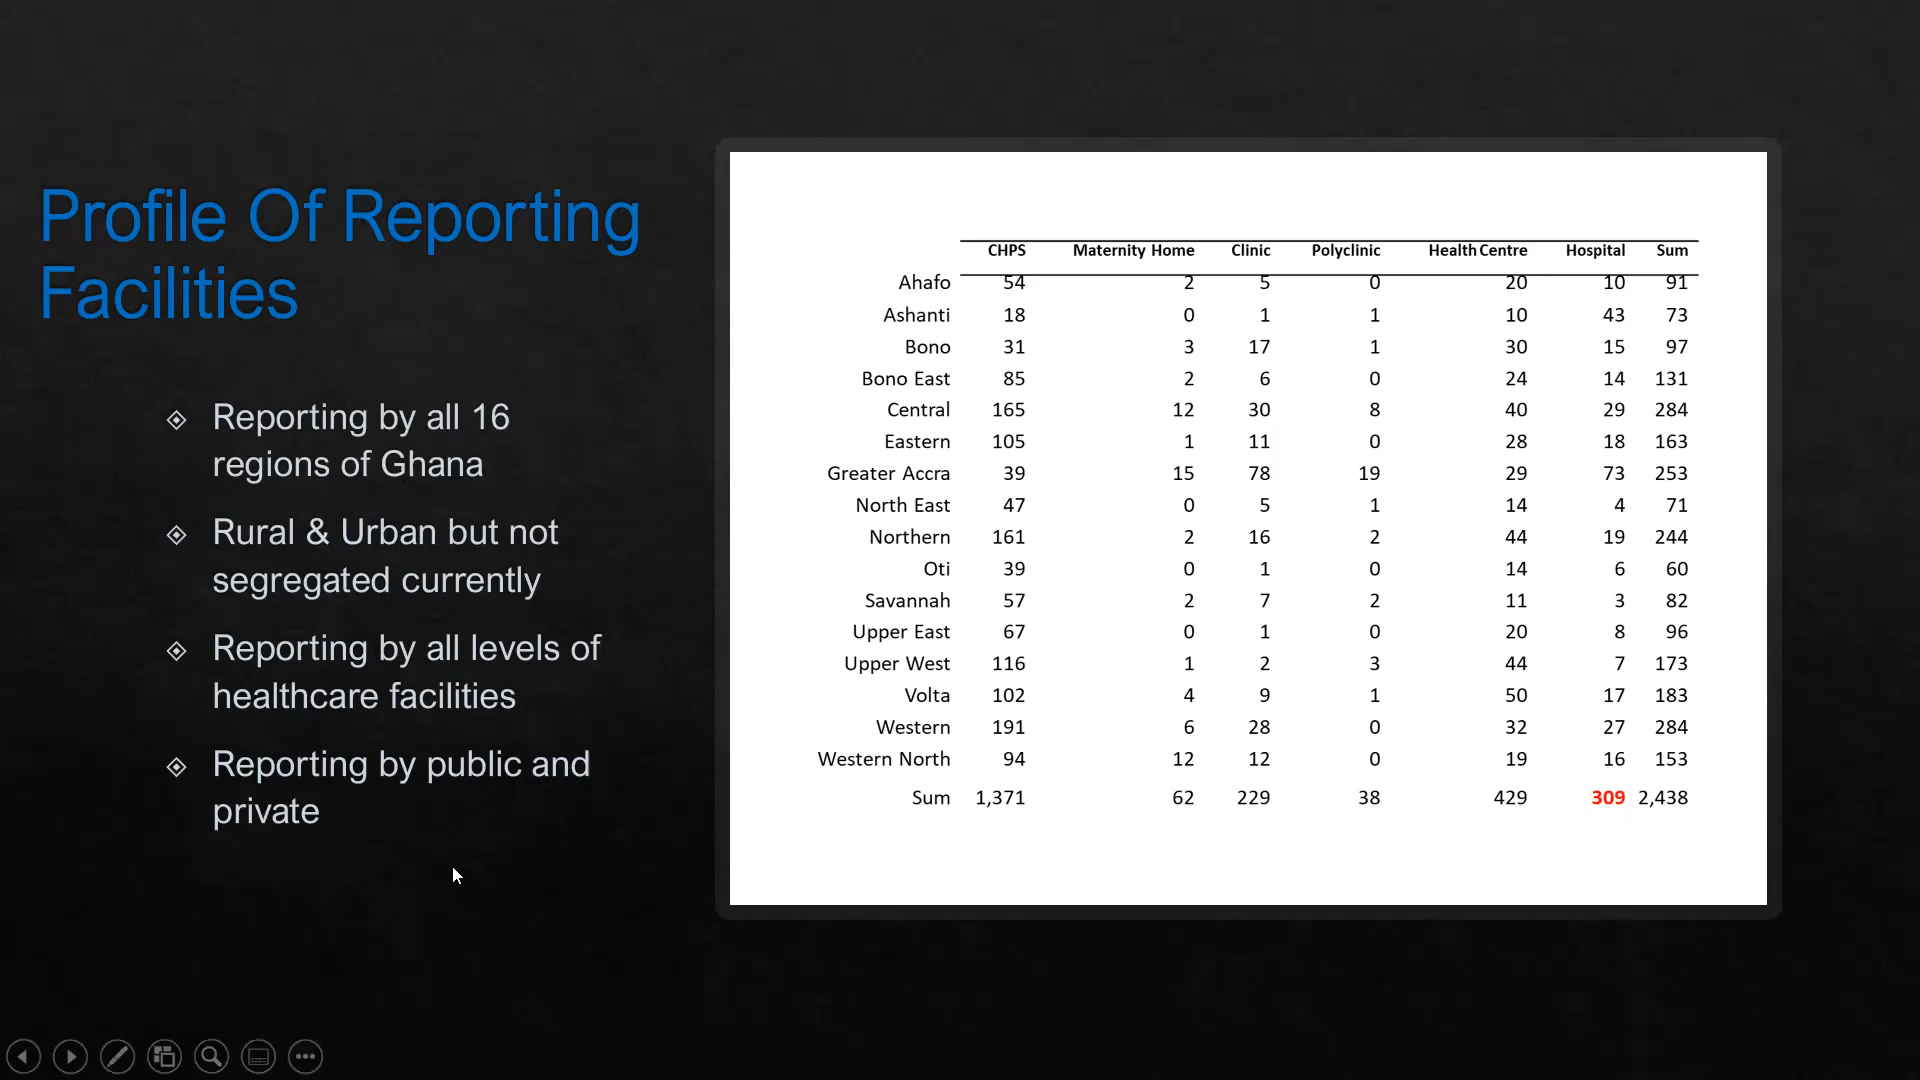 Profile Of Reporting
Facilities
Reporting by all 16
regions of Ghana
Rural & Urban but not
segregated currently
Reporting by all levels of
healthcare facilities
Reporting by public and
private
CHPS Maternity Home Clinic Polyclinic Health Centre Hospital Sum
Ahafo 54 2 5 0 20 10 91
Ashanti 18 0 1 1 10 43 73
Bono 31 3 17 1 30 15 97
Bono East 85 2 6 0 24 14 131
Central 165 12 30 8 40 29 284
Eastern 105 1 11 0 28 18 163
Greater Accra 39 15 78 19 29 73 253
North East 47 0 5 1 14 4 71
Northern 161 2 16 2 44 19 244
Oti 39 0 1 0 14 6 60
Savannah 57 2 7 2 11 3 82
Upper East 67 0 1 0 20 8 96
Upper West 116 1 2 3 44 7 173
Volta 102 4 9 1 50 17 183
Western 191 6 28 0 32 27 284
Western North 94 12 12 0 19 16 153
Sum 1,371 62 229 38 429 309 2,438